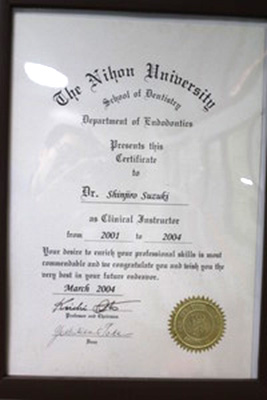 The Nihon University
School of Dentistry
Department of Endodontics
Presents this
Certificate
to
Dr. Shinjiro Suzuki
as Clinical Instructor
from 2001 to 2004
Your desire to enrich your professional skills is most
commendable and we congratulate you and wish you the
very best in your future endeavor.
March 2004
Professor and Chairman
Dean